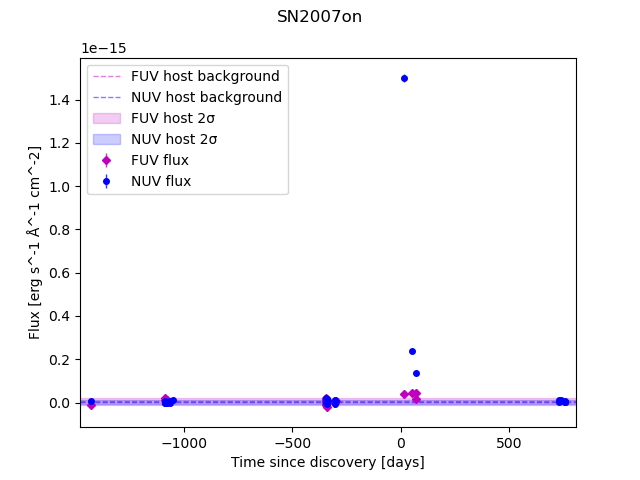 SN2007on
1e−15
FUV host background
NUV host background
FUV host 2σ
NUV host 2σ
FUV flux
NUV flux
1.4
1.2
1.0
0.8
0.6
0.4
0.2
0.0
Flux [erg s^-1 Å^-1 cm^-2]
−1000
−500
0
500
Time since discovery [days]